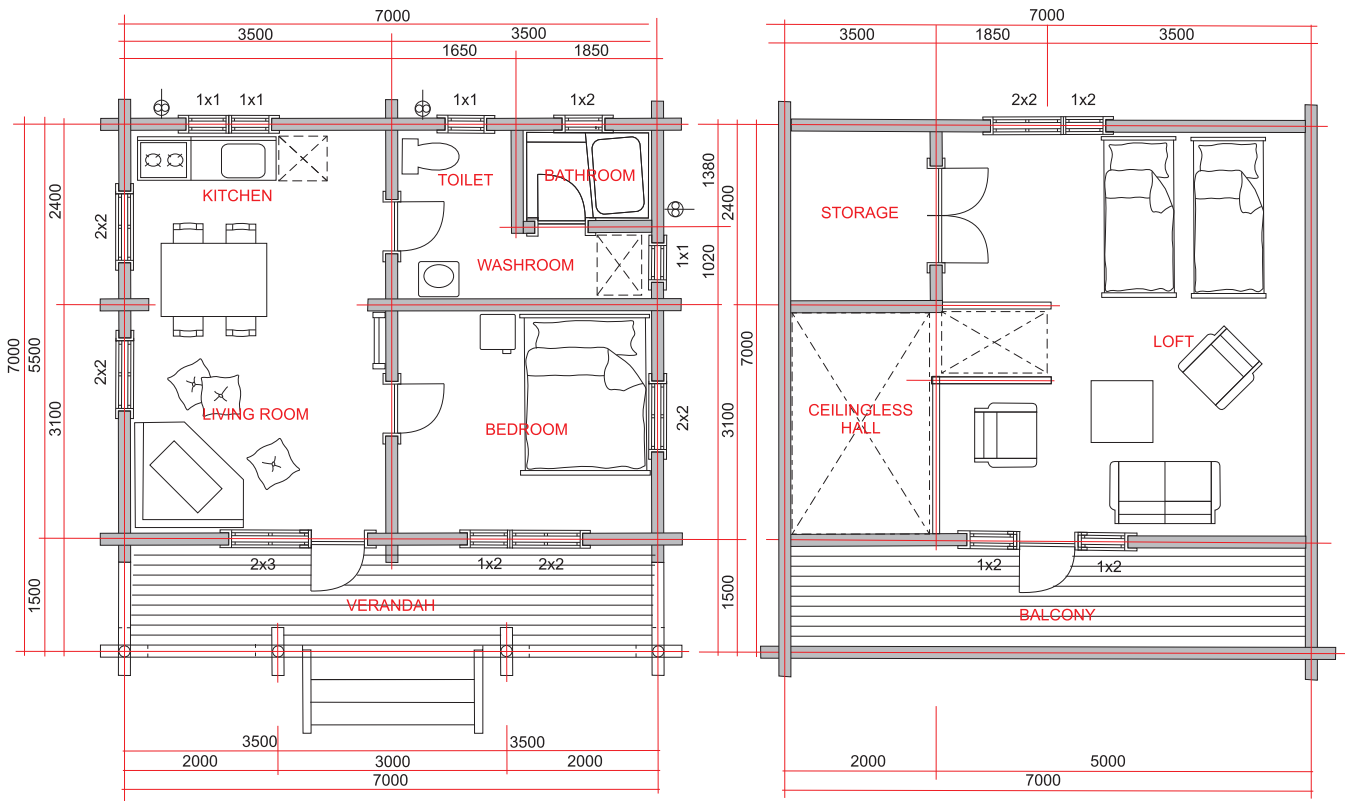 7000
3500 3500
1650 1850
1x1 1x1 1x1 1x2
KITCHEN
TOILET
BATHROOM
2x2
WASHROOM
1x1
2x2
LIVING ROOM
BEDROOM
2x2
2x3 1x2 2x2
VERANDAH
7000
5500
2400
3100
1500
1380
2400
1020
7000
3100
1500
3500 3500
2000 3000 2000
7000
7000
3500 1850 3500
2x2 1x2
STORAGE
LOFT
CEILINGLESS
HALL
1x2 1x2
BALCONY
2000 5000
7000